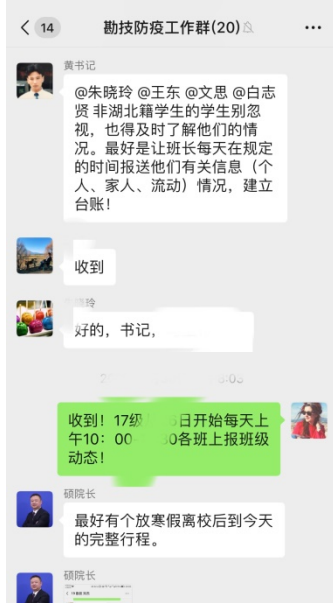 14
勘技防疫工作群(20)
黄书记
@朱晓玲 @王东 @文思 @白志
贤 非湖北籍学生的学生别忽
视，也得及时了解他们的情
况。最好是让班长每天在规定
的时间报送他们有关信息（个
人、家人、流动）情况，建立
台账！
收到
玲
好的，书记，
收到！17级 日开始每天上
午10：00 30各班上报班级
动态！
硕院长
最好有个放寒假离校后到今天
的完整行程。
硕院长